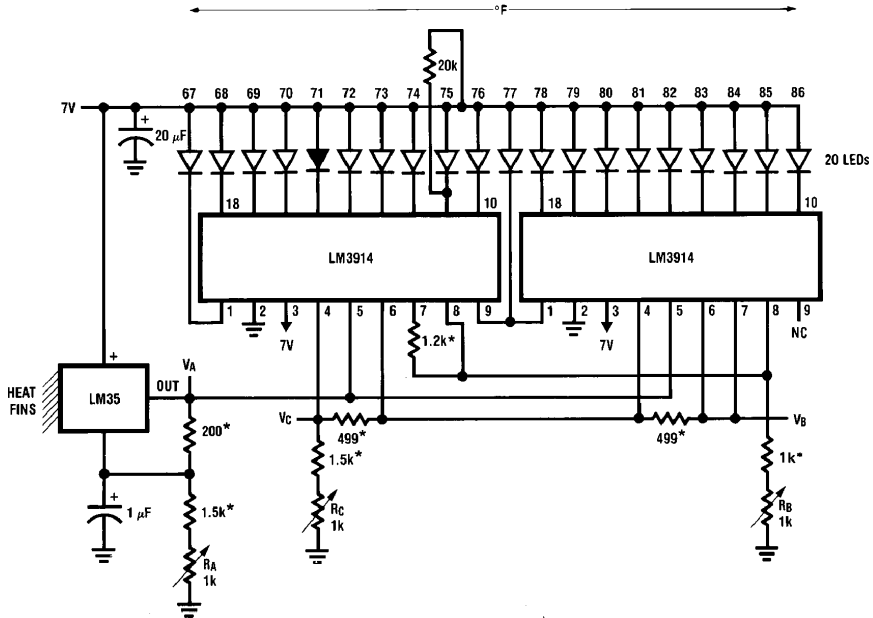 °F
20k
67 68 69 70 71 72 73 74 75 76 77 78 79 80 81 82 83 84 85 86
7V
+
20 μF
20 LEDs
18 10 18 10
LM3914 LM3914
1 2 3 4 5 6 7 8 9 1 2 3 4 5 6 7 8 9
7V 1.2k* 7V NC
+
HEAT FINS
LM35
OUT
VA
VC
499*
499*
VB
200*
1.5k*
1k*
+
1 μF
1.5k*
RC
1k
RB
1k
RA
1k